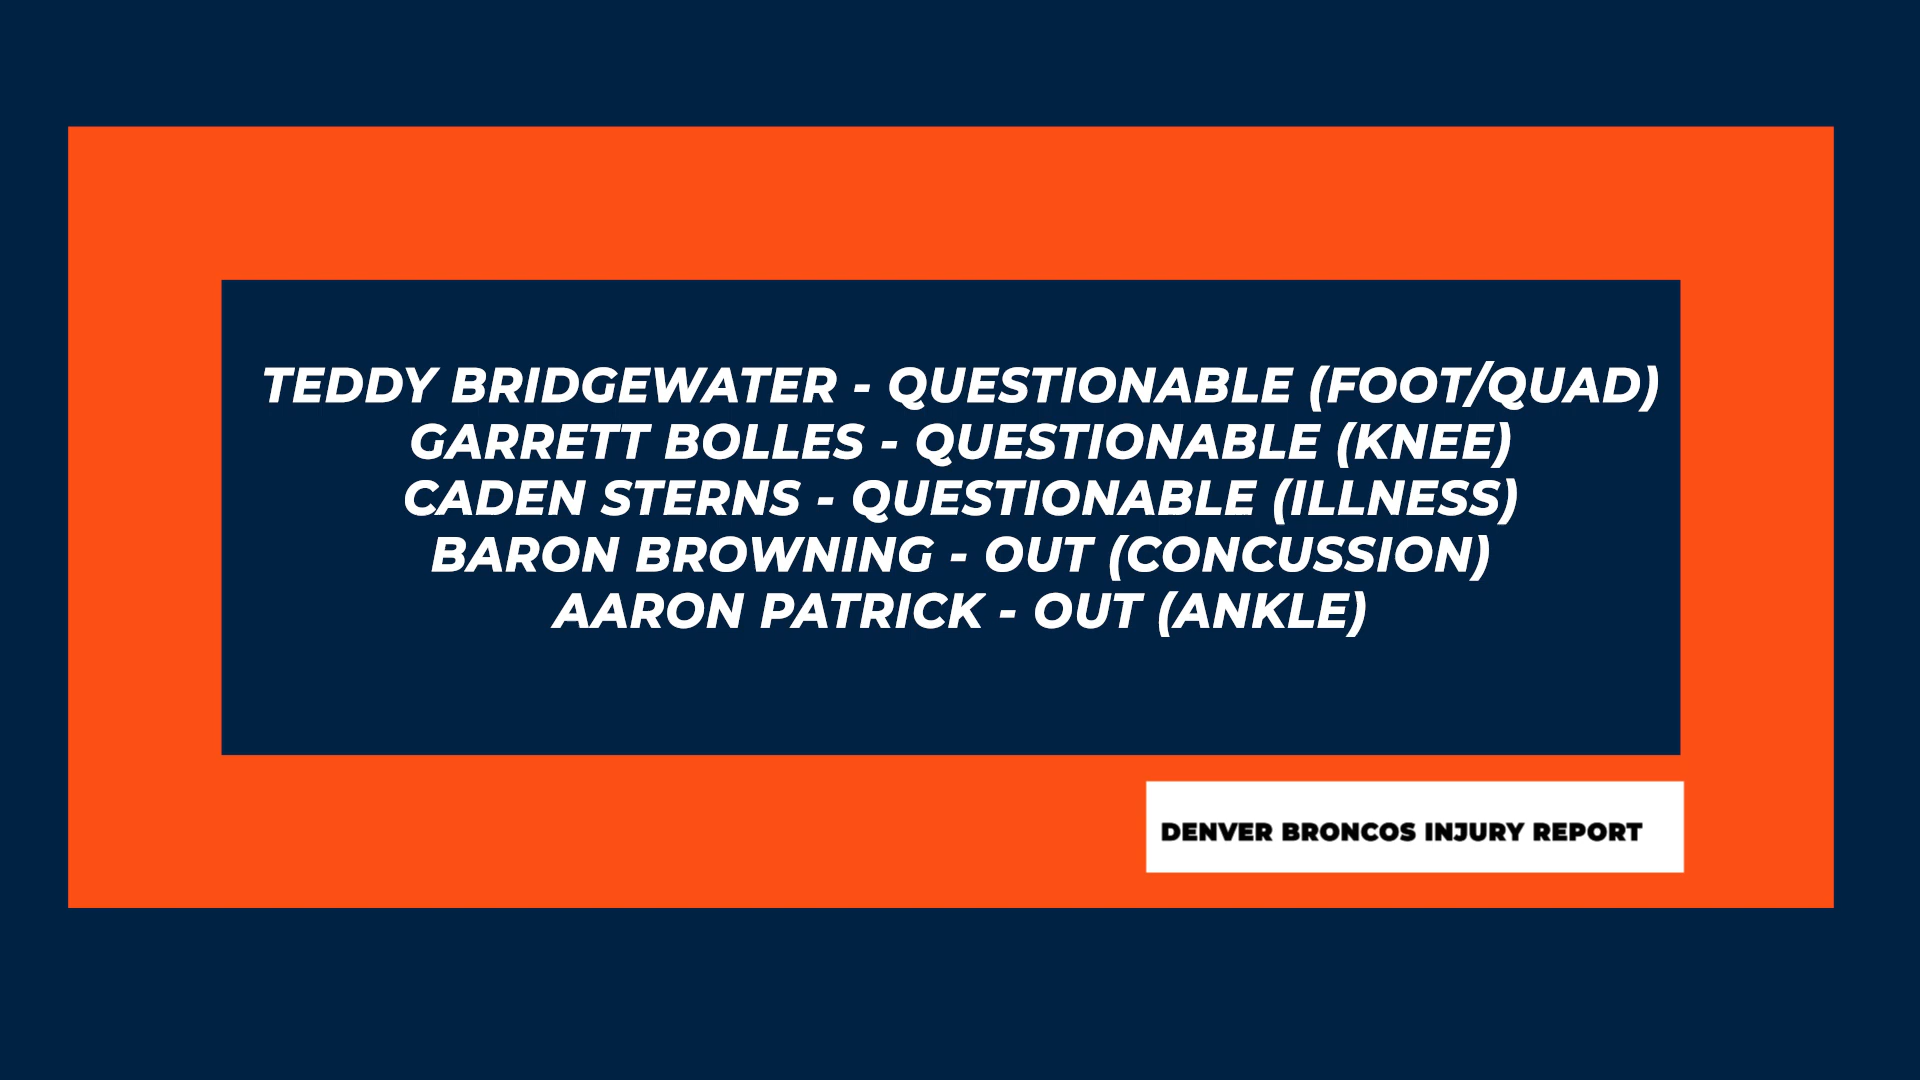 TEDDY BRIDGEWATER - QUESTIONABLE (FOOT/QUAD)
GARRETT BOLLES - QUESTIONABLE (KNEE)
CADEN STERNS - QUESTIONABLE (ILLNESS)
BARON BROWNING - OUT (CONCUSSION)
AARON PATRICK - OUT (ANKLE)
DENVER BRONCOS INJURY REPORT